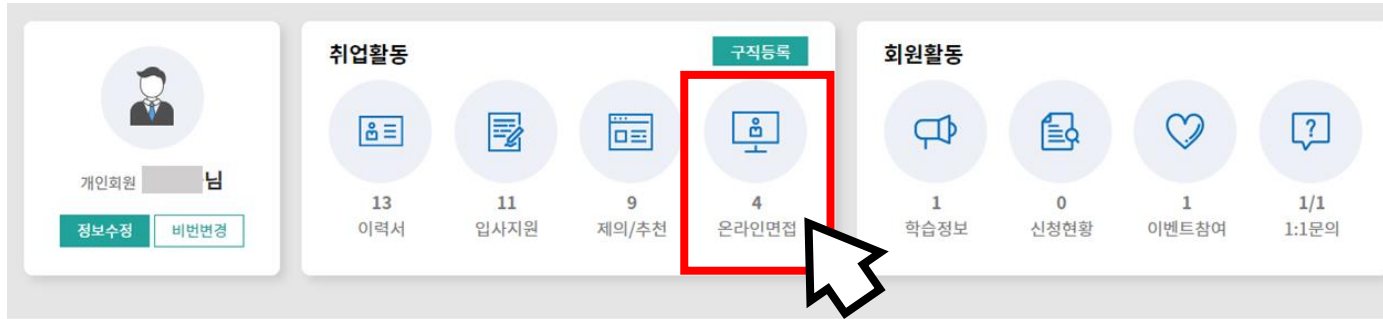 개인회원 님
정보수정 비번변경
취업활동 구직등록
13 11 9 4
이력서 입사지원 제의/추천 온라인면접
회원활동
1 0 1 1/1
학습정보 신청현황 이벤트참여 1:1문의